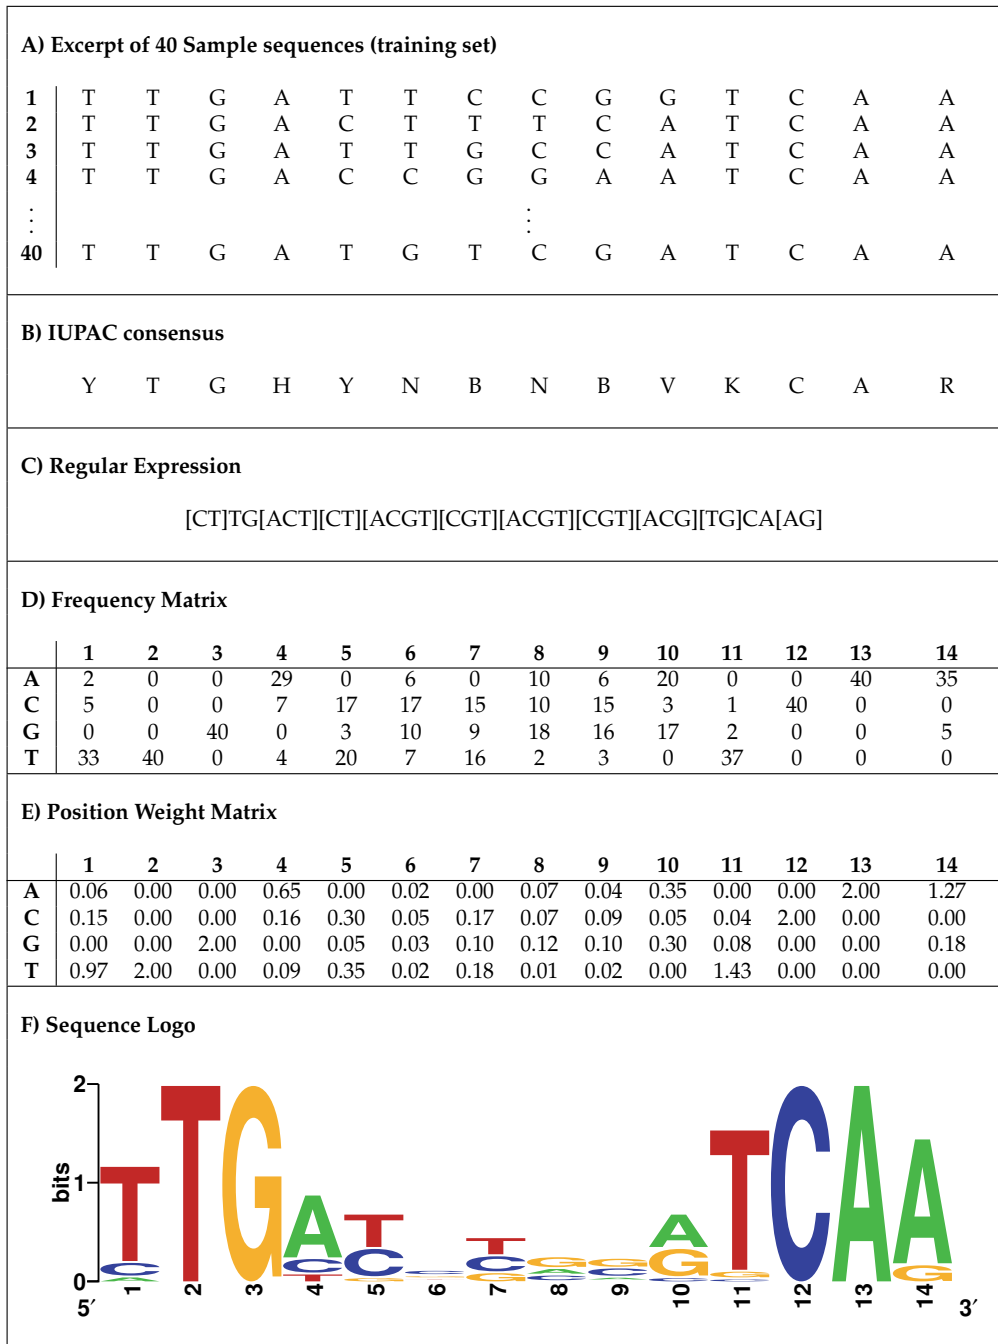 A) Excerpt of 40 Sample sequences (training set)
1 T T G A T T C C G G T C A A
2 T T G A C T T T C A T C A A
3 T T G A T T G C C A T C A A
4 T T G A C C G G A A T C A A
⋮ ⋮
40 T T G A T G T C G A T C A A
B) IUPAC consensus
Y T G H Y N B N B V K C A R
C) Regular Expression
[CT]TG[ACT][CT][ACGT][CGT][ACGT][CGT][ACG][TG]CA[AG]
D) Frequency Matrix
1 2 3 4 5 6 7 8 9 10 11 12 13 14
A 2 0 0 29 0 6 0 10 6 20 0 0 40 35
C 5 0 0 7 17 17 15 10 15 3 1 40 0 0
G 0 0 40 0 3 10 9 18 16 17 2 0 0 5
T 33 40 0 4 20 7 16 2 3 0 37 0 0 0
E) Position Weight Matrix
1 2 3 4 5 6 7 8 9 10 11 12 13 14
A 0.06 0.00 0.00 0.65 0.00 0.02 0.00 0.07 0.04 0.35 0.00 0.00 2.00 1.27
C 0.15 0.00 0.00 0.16 0.30 0.05 0.17 0.07 0.09 0.05 0.04 2.00 0.00 0.00
G 0.00 0.00 2.00 0.00 0.05 0.03 0.10 0.12 0.10 0.30 0.08 0.00 0.00 0.18
T 0.97 2.00 0.00 0.09 0.35 0.02 0.18 0.01 0.02 0.00 1.43 0.00 0.00 0.00
F) Sequence Logo
2
1
0
bits
T T G A T T G A T C A A
C C C C G A C G G G
A T G G C G A C C
1 2 3 4 5 6 7 8 9 10 11 12 13 14
5′ 3′